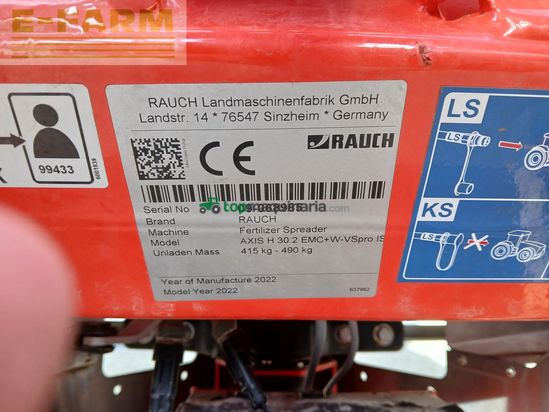 E-FARM
RAUCH Landmaschinenfabrik GmbH
Landstr. 14 * 76547 Sinzheim * Germany
CE
RAUCH
99433
Serial No
Brand RAUCH
Machine Fertilizer Spreader
Model AXIS H 30.2 EMC+W-VSpro IS
Unladen Mass 415 kg - 490 kg
Year of Manufacture 2022
Model Year 2022
LS
LS
KS
LS